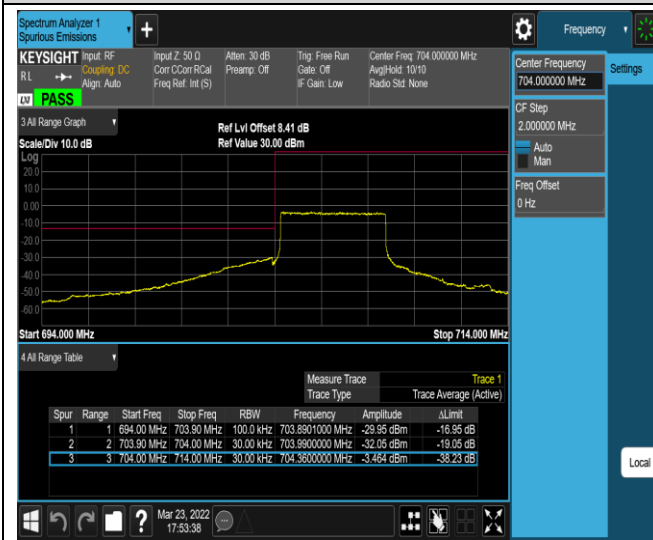 Spectrum Analyzer 1
Spurious Emissions
Frequency
KEYSIGHT Input: RF
RL Coupling: DC
Align: Auto
Input Z: 50 Ω
Corr CCorr RCal
Freq Ref: Int (S)
Atten: 30 dB
Preamp: Off
Trig: Free Run
Gate: Off
IF Gain: Low
Center Freq: 704.000000 MHz
Avg|Hold: 10/10
Radio Std: None
LXI PASS
Center Frequency
704.000000 MHz
Settings
CF Step
2.000000 MHz
Auto
Man
Freq Offset
0 Hz
3 All Range Graph
Scale/Div 10.0 dB
Ref Lvl Offset 8.41 dB
Ref Value 30.00 dBm
Log
20.0
10.0
0.00
-10.0
-20.0
-30.0
-40.0
-50.0
-60.0
Start 694.000 MHz Stop 714.000 MHz
4 All Range Table
Measure Trace Trace 1
Trace Type Trace Average (Active)
Spur Range Start Freq Stop Freq RBW Frequency Amplitude ΔLimit
1 1 694.00 MHz 703.90 MHz 100.0 kHz 703.8901000 MHz -29.95 dBm -16.95 dB
2 2 703.90 MHz 704.00 MHz 30.00 kHz 703.9900000 MHz -32.05 dBm -19.05 dB
3 3 704.00 MHz 714.00 MHz 30.00 kHz 704.3600000 MHz -3.464 dBm -38.23 dB
Local
Mar 23, 2022
17:53:38